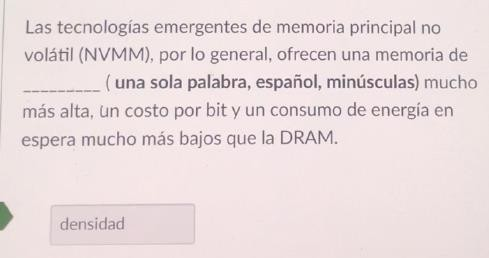 Las tecnologías emergentes de memoria principal no
volátil (NVMM), por lo general, ofrecen una memoria de
_________ ( una sola palabra, español, minúsculas) mucho
más alta, un costo por bit y un consumo de energía en
espera mucho más bajos que la DRAM.
densidad